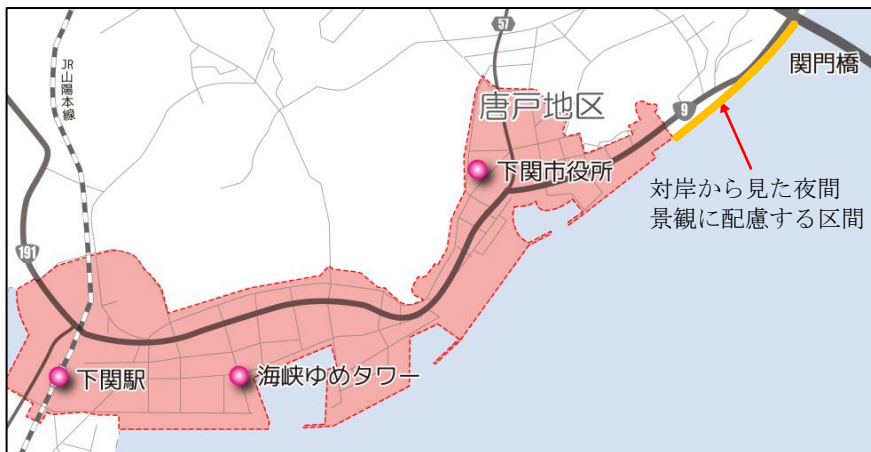 57
関門橋
JR山陽本線
唐戸地区
9
下関市役所
対岸から見た夜間
景観に配慮する区間
191
下関駅
海峡ゆめタワー